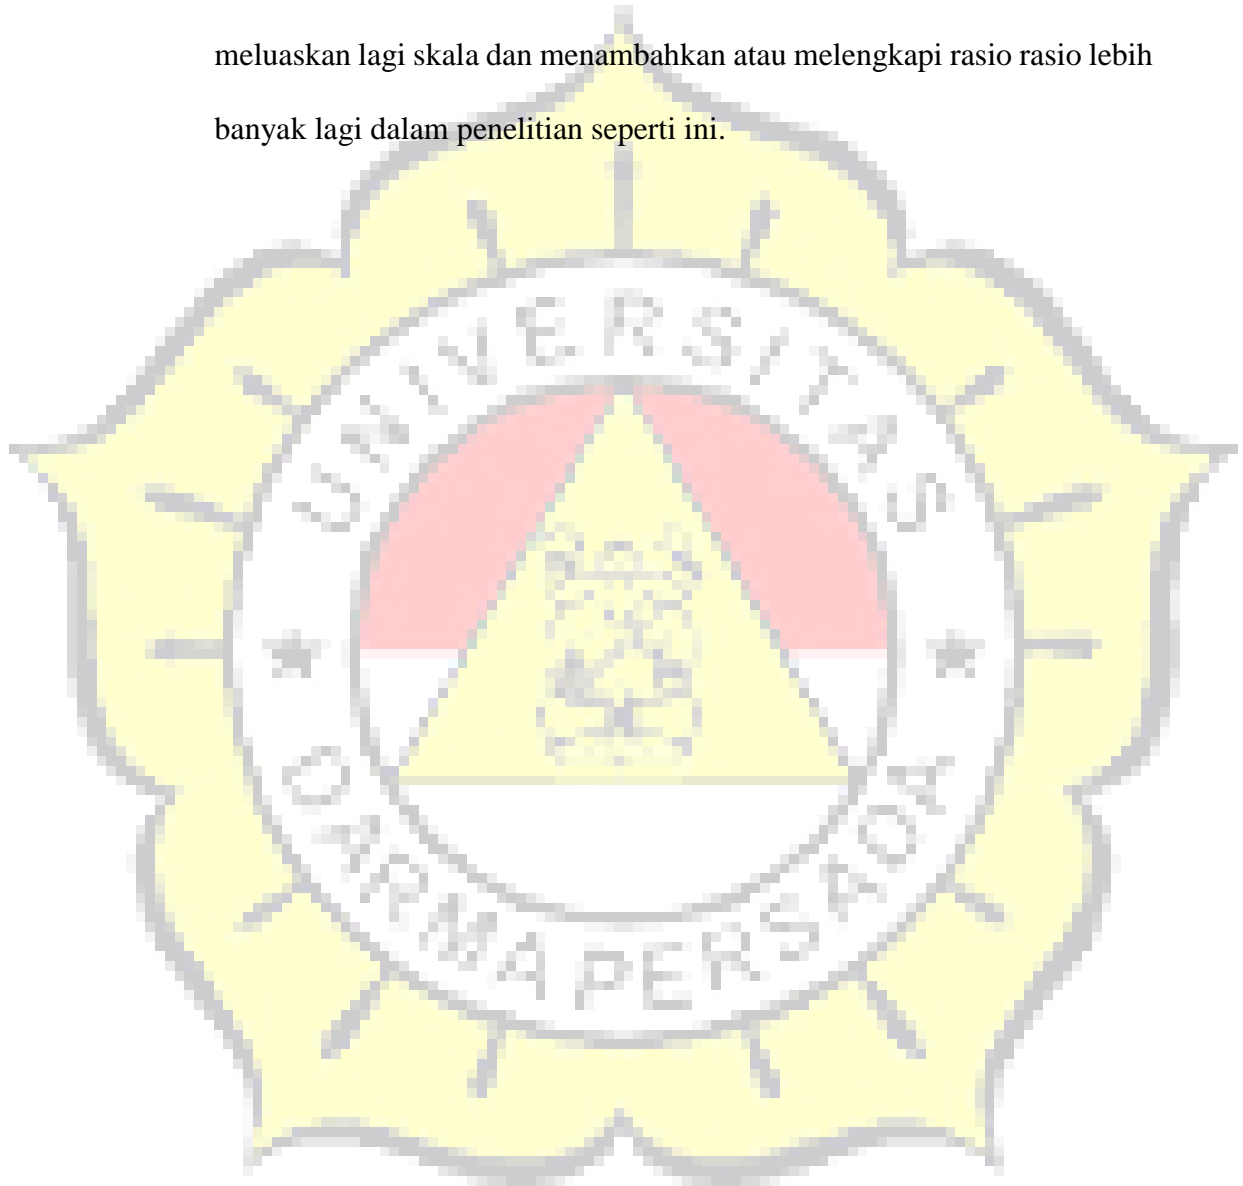 meluaskan lagi skala dan menambahkan atau melengkapi rasio rasio lebih
banyak lagi dalam penelitian seperti ini.
UNIVERSITAS
DARMA PERSADA